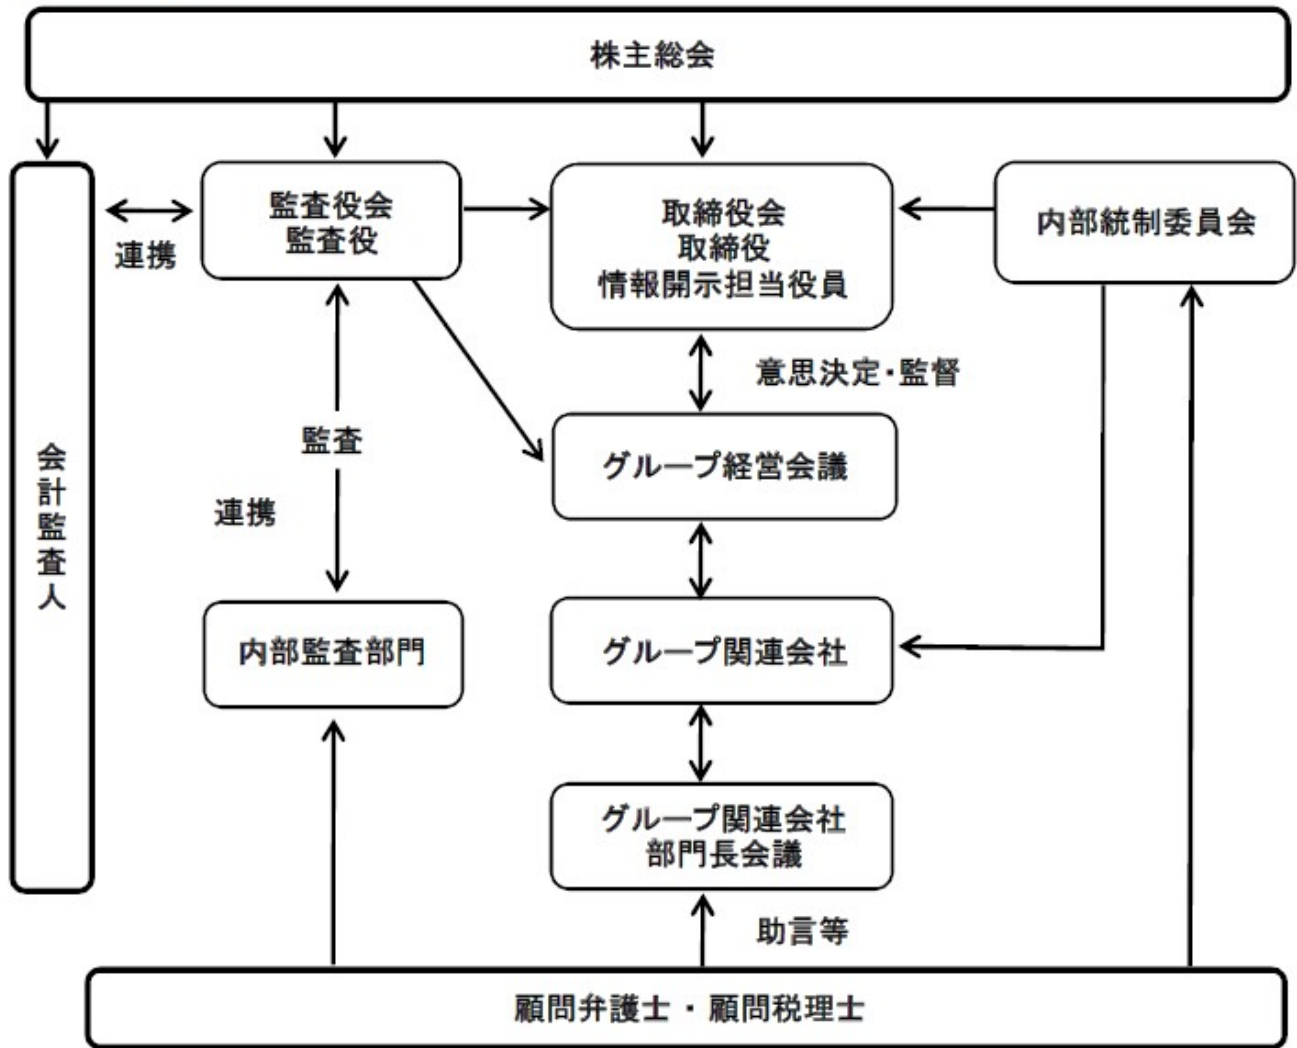 株主総会
監査役会
監査役
取締役会
取締役
情報開示担当役員
内部統制委員会
連携
意思決定・監督
会計監査人
監査
グループ経営会議
連携
内部監査部門
グループ関連会社
グループ関連会社
部門長会議
助言等
顧問弁護士・顧問税理士